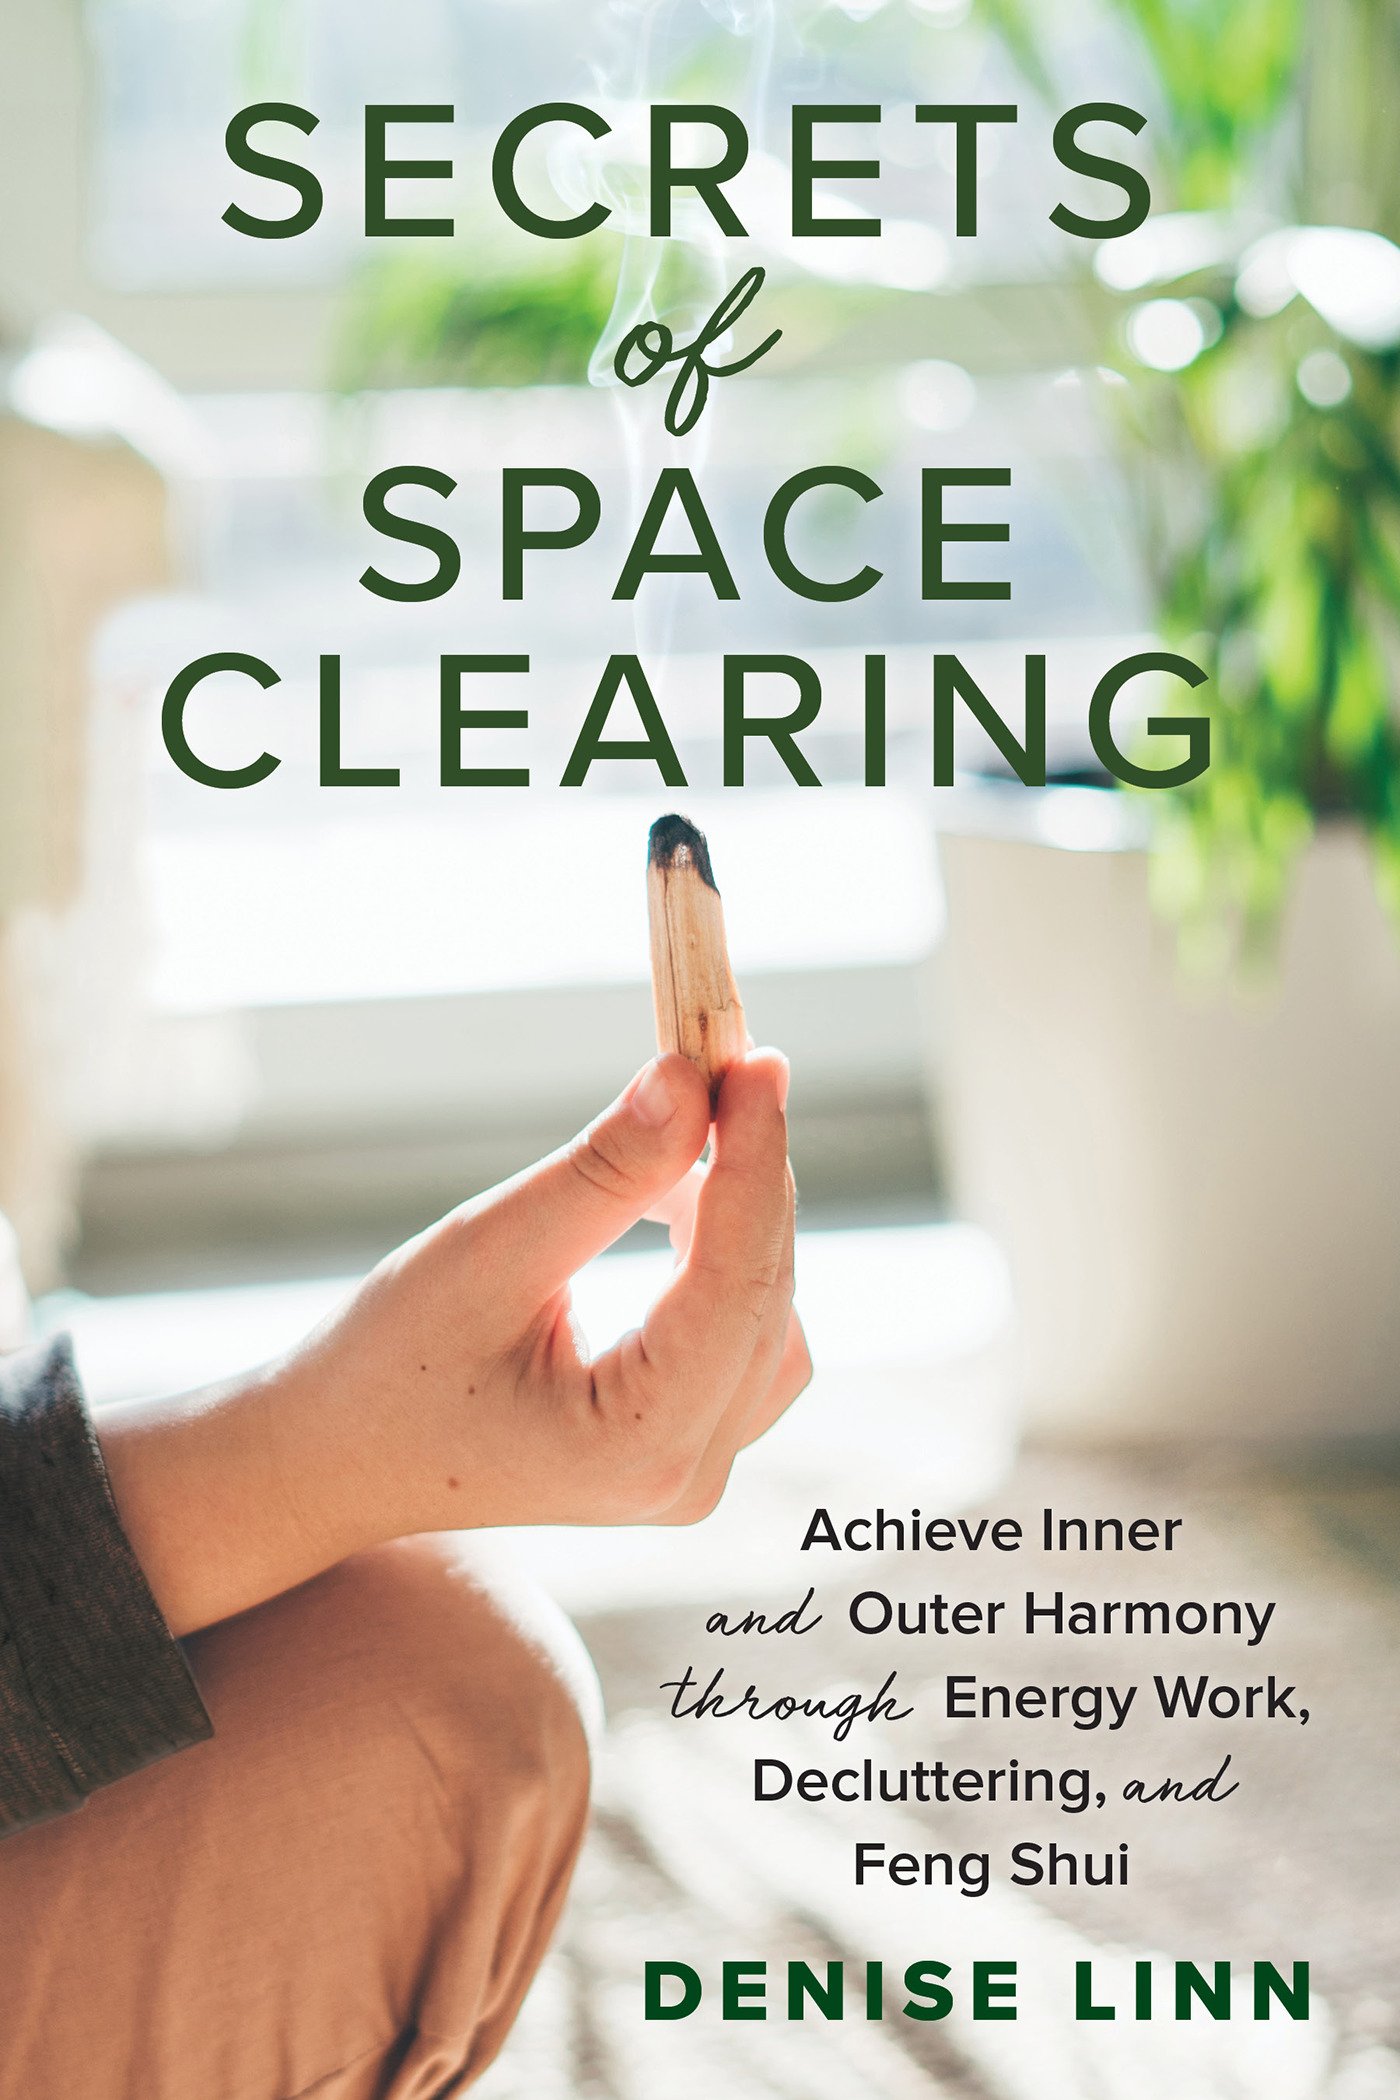 SECRETS
of
SPACE
CLEARING
Achieve Inner
and Outer Harmony
through Energy Work,
Decluttering, and
Feng Shui
DENISE LINN